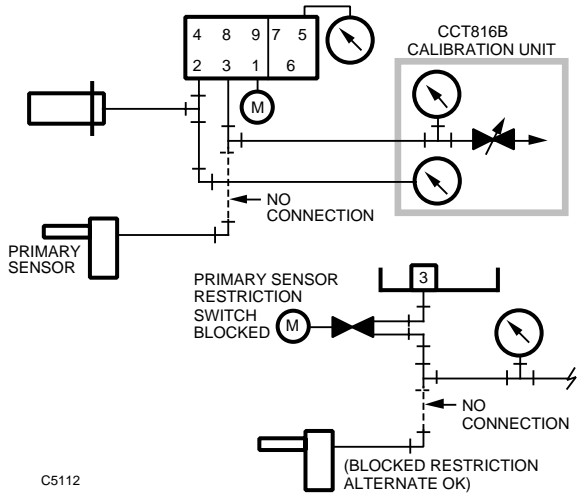 CCT816B
CALIBRATION UNIT
4 8 9 7 5
2 3 1 6
M
NO
CONNECTION
PRIMARY
SENSOR
PRIMARY SENSOR
RESTRICTION
SWITCH
BLOCKED
M
3
NO
CONNECTION
(BLOCKED RESTRICTION
ALTERNATE OK)
C5112